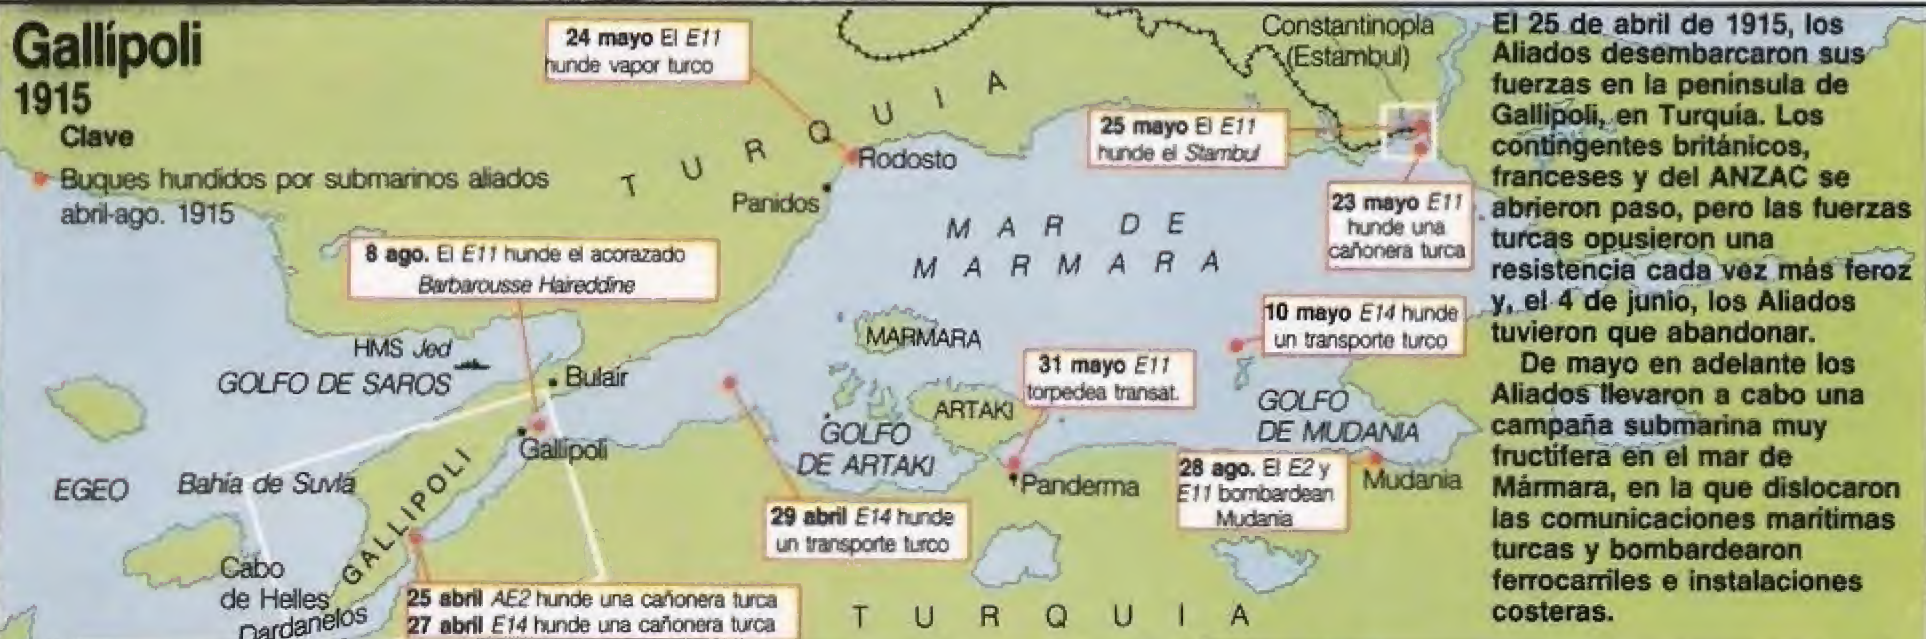 Gallípoli
1915
Clave
Buques hundidos por submarinos aliados
abril-ago. 1915
24 mayo El E11
hunde vapor turco
TURQUIA
Constantinopla
(Estambul)
25 mayo El E11
hunde el Stambul
Rodosto
Panidos
23 mayo E11
hunde una
cañonera turca
MAR DE
MARMARA
8 ago. El E11 hunde el acorazado
Barbarousse Haireddine
10 mayo E14 hunde
un transporte turco
MARMARA
HMS Jed
GOLFO DE SAROS
Bulair
31 mayo E11
torpedea transat.
ARTAKI
GOLFO
DE MUDANIA
GOLFO
DE ARTAKI
Gallípoli
EGEO
Bahía de Suvla
GALLIPOLI
Panderma
28 ago. El E2 y
E11 bombardean
Mudania
Mudania
29 abril E14 hunde
un transporte turco
Cabo
de Helles
Dardanelos
25 abril AE2 hunde una cañonera turca
27 abril E14 hunde una cañonera turca
TURQUIA
El 25 de abril de 1915, los
Aliados desembarcaron sus
fuerzas en la península de
Gallípoli, en Turquía. Los
contingentes británicos,
franceses y del ANZAC se
abrieron paso, pero las fuerzas
turcas opusieron una
resistencia cada vez más feroz
y, el 4 de junio, los Aliados
tuvieron que abandonar.
De mayo en adelante los
Aliados llevaron a cabo una
campaña submarina muy
fructífera en el mar de
Mármara, en la que dislocaron
las comunicaciones marítimas
turcas y bombardearon
ferrocarriles e instalaciones
costeras.